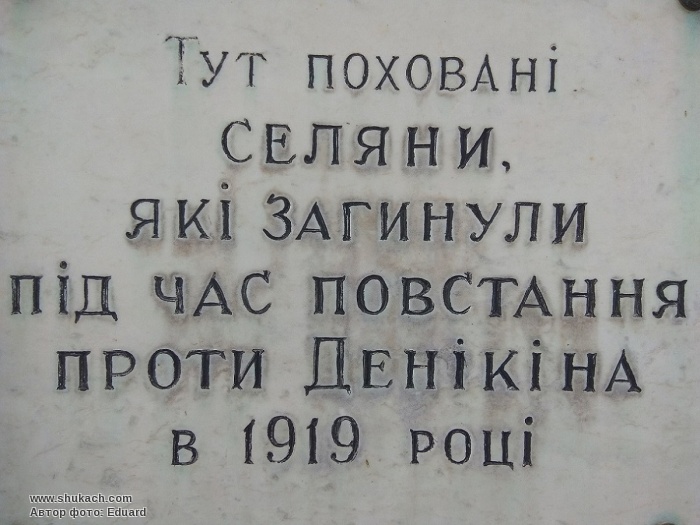 Тут поховані
селяни,
які загинули
під час повстання
проти Денікіна
в 1919 році
www.shukach.com
Автор фото: Eduard